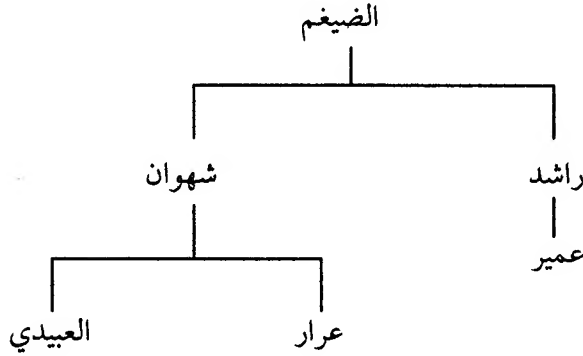 الضيغم
راشد
شهوان
عمير
عرار
العبيدي